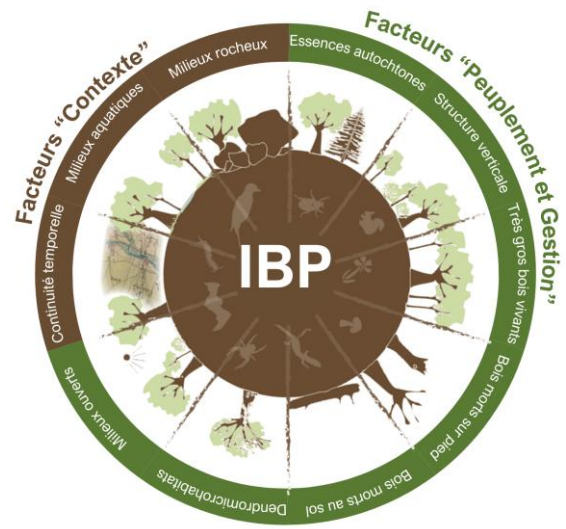 Facteurs "Contexte"
Facteurs "Peuplement et Gestion"
Milieux rocheux
Essences autochtones
Structure verticale
Très gros bois vivants
Bois morts sur pied
Bois morts au sol
Dendromicrohabitats
Milieux ouverts
Continuité temporelle
Milieux aquatiques
IBP